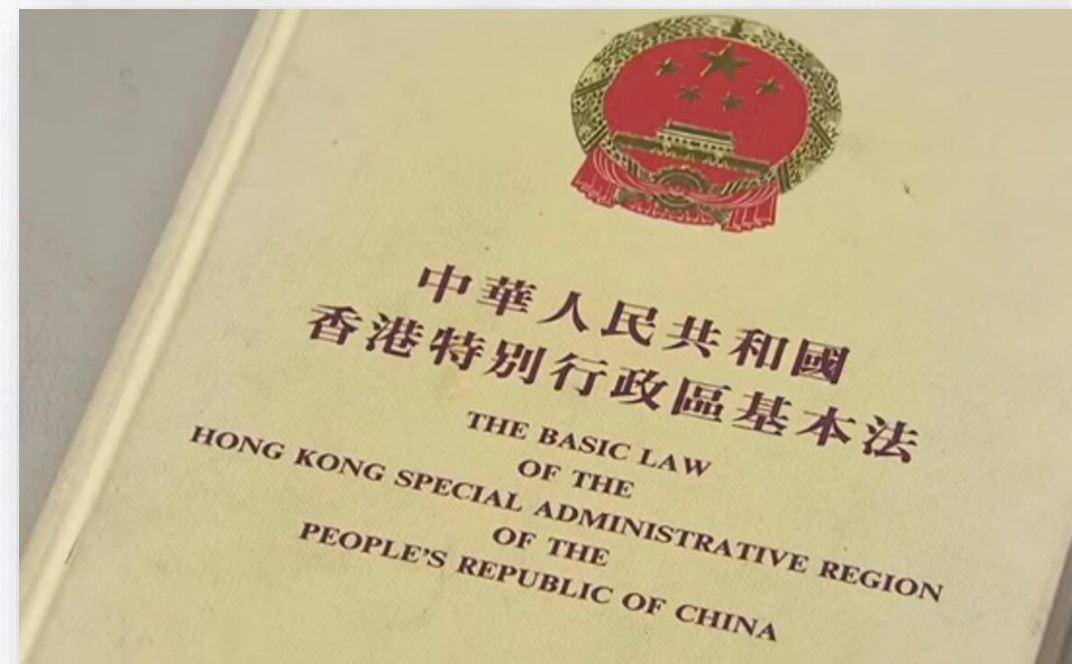 中華人民共和國
香港特別行政區基本法
THE BASIC LAW
OF THE
HONG KONG SPECIAL ADMINISTRATIVE REGION
OF THE
PEOPLE'S REPUBLIC OF CHINA